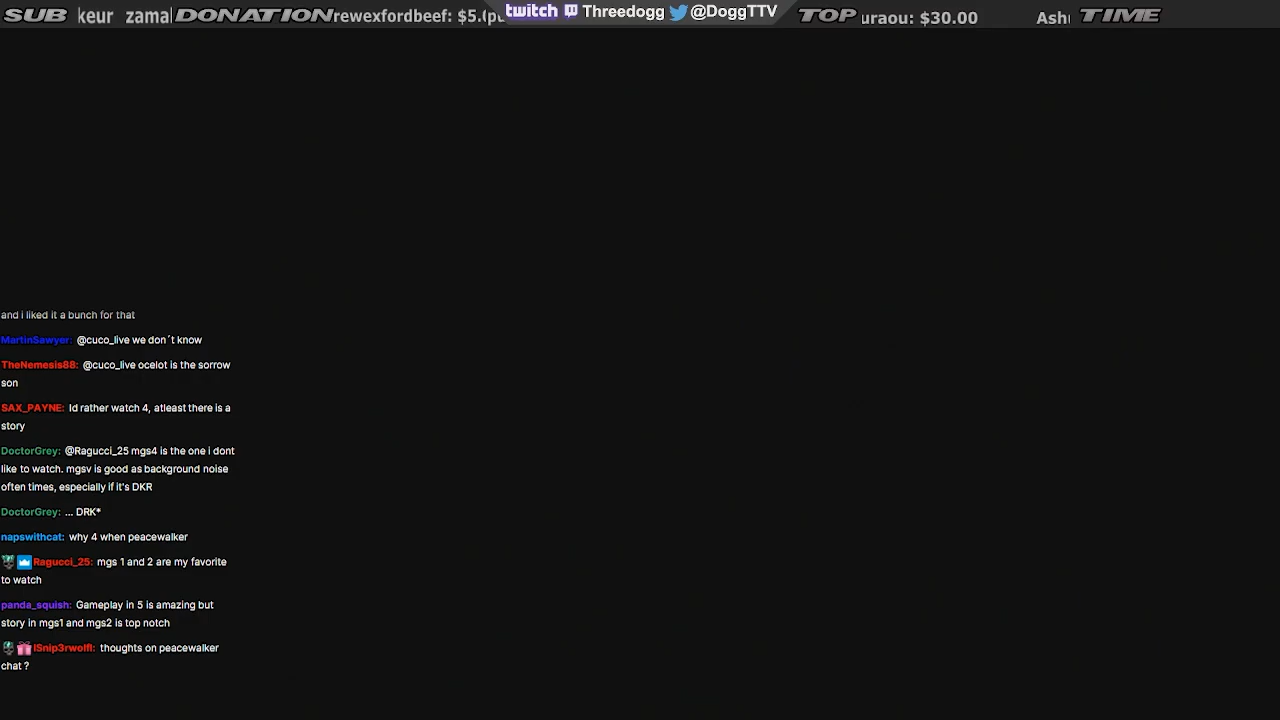 SUB keur zama DONATION rewexfordbeef: $5.0 twitch Threedogg @DoggTTV TOP uraou: $30.00 Ash TIME
and i liked it a bunch for that
MartinSawyer: @cuco_live we don´t know
TheNemesis88: @cuco_live ocelot is the sorrow
son
SAX_PAYNE: Id rather watch 4, atleast there is a
story
DoctorGrey: @Ragucci_25 mgs4 is the one i dont
like to watch. mgsv is good as background noise
often times, especially if it's DKR
DoctorGrey: ... DRK*
napswithcat: why 4 when peacewalker
Ragucci_25: mgs 1 and 2 are my favorite
to watch
panda_squish: Gameplay in 5 is amazing but
story in mgs1 and mgs2 is top notch
lSnip3rwolfl: thoughts on peacewalker
chat ?